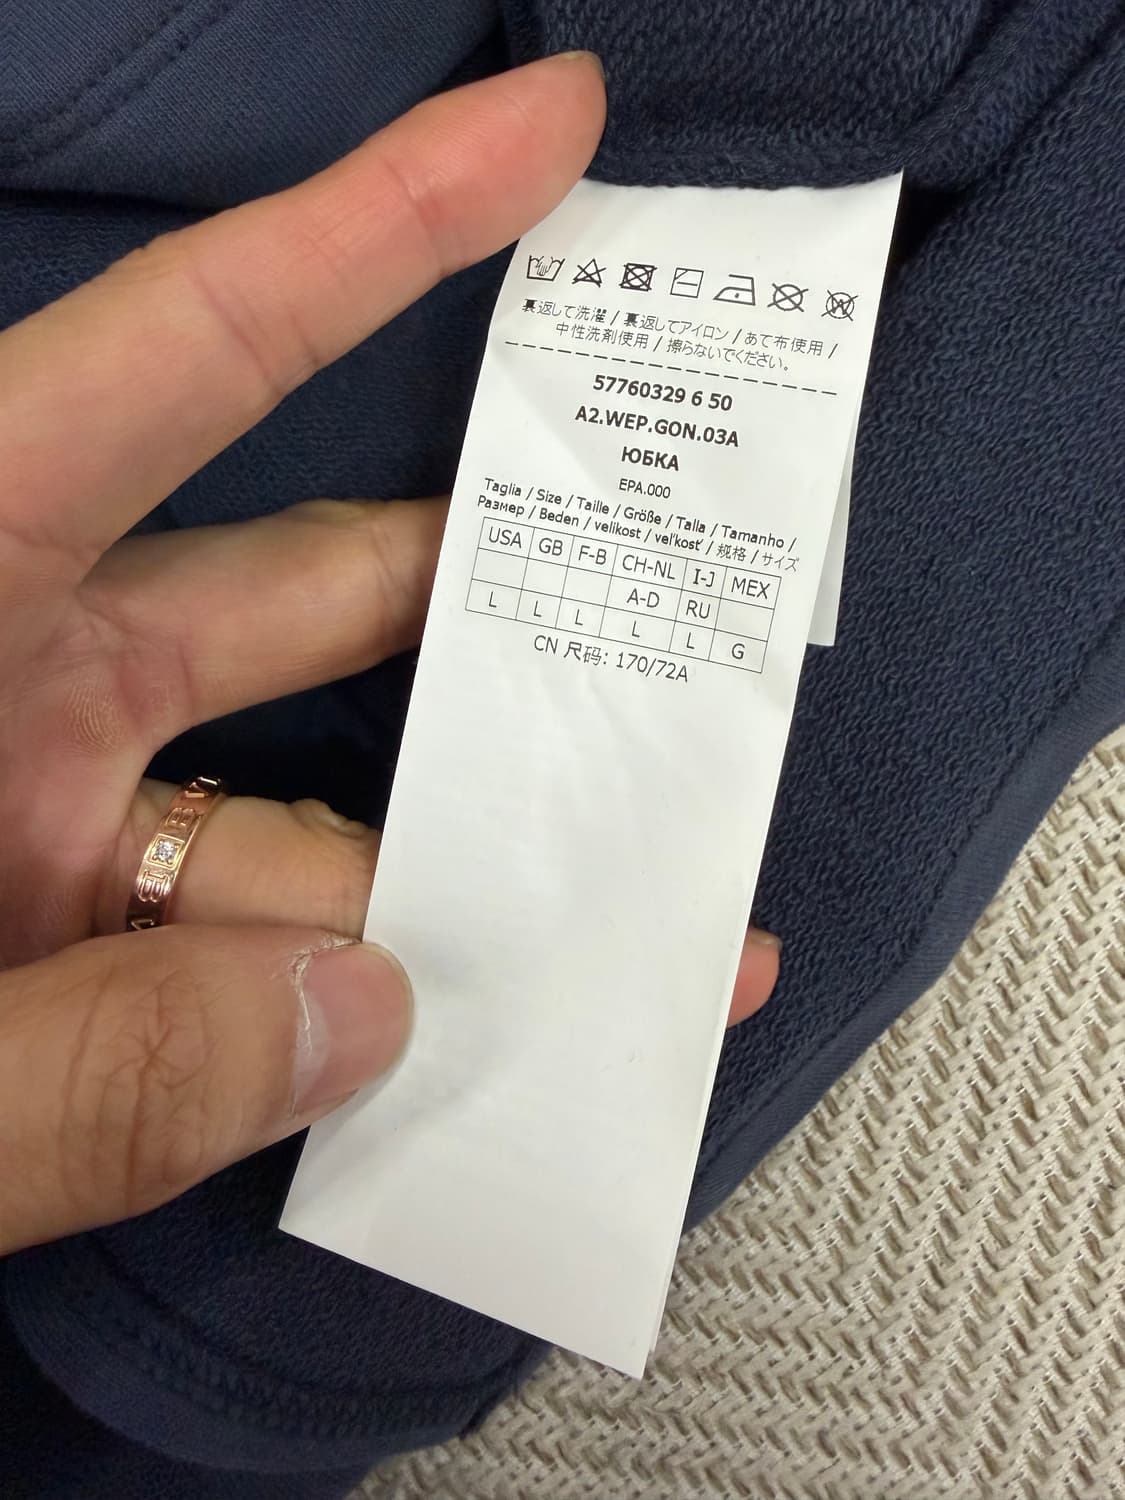 裏返して洗濯 / 裏返してアイロン / あて布使用 /
中性洗剤使用 / 擦らないでください。
57760329 6 50
A2.WEP.GON.03A
ЮБКА
EPA.000
Taglia / Size / Taille / Größe / Talla / Tamanho /
Размер / Beden / velikost / veľkosť / 规格 / サイズ
USA GB F-B CH-NL I-J MEX
A-D RU
L L L L L G
CN 尺码: 170/72A